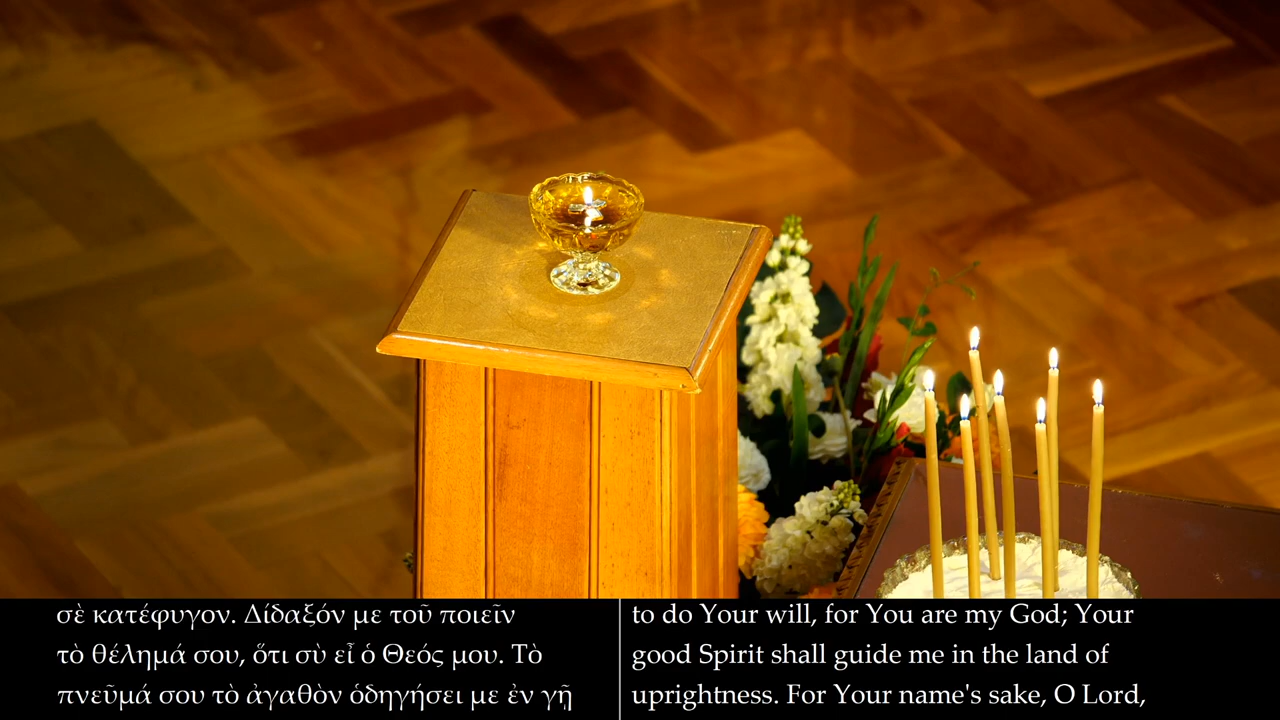 σὲ κατέφυγον. Δίδαξόν με τοῦ ποιεῖν
τὸ θέλημά σου, ὅτι σὺ εἶ ὁ Θεός μου. Τὸ
πνεῦμά σου τὸ ἀγαθὸν ὁδηγήσει με ἐν γῇ
to do Your will, for You are my God; Your
good Spirit shall guide me in the land of
uprightness. For Your name's sake, O Lord,